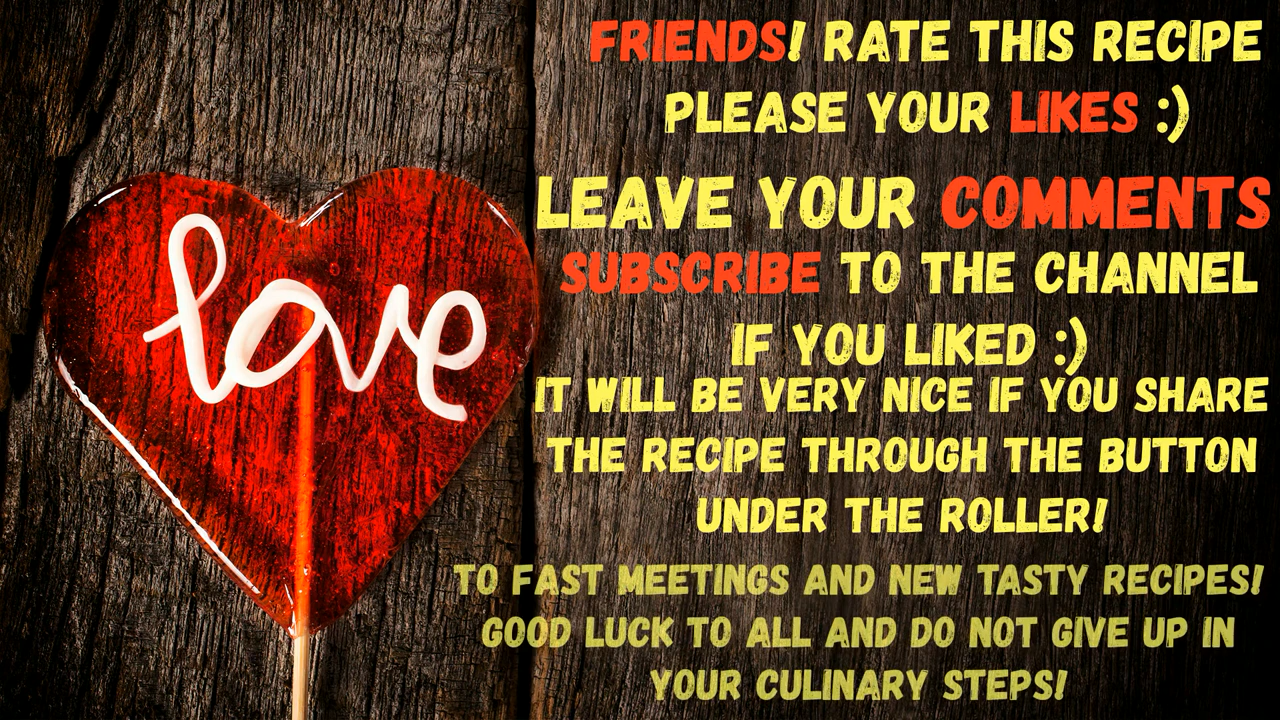 love
FRIENDS! RATE THIS RECIPE
PLEASE YOUR LIKES :)
LEAVE YOUR COMMENTS
SUBSCRIBE TO THE CHANNEL
IF YOU LIKED :)
IT WILL BE VERY NICE IF YOU SHARE
THE RECIPE THROUGH THE BUTTON
UNDER THE ROLLER!
TO FAST MEETINGS AND NEW TASTY RECIPES!
GOOD LUCK TO ALL AND DO NOT GIVE UP IN
YOUR CULINARY STEPS!